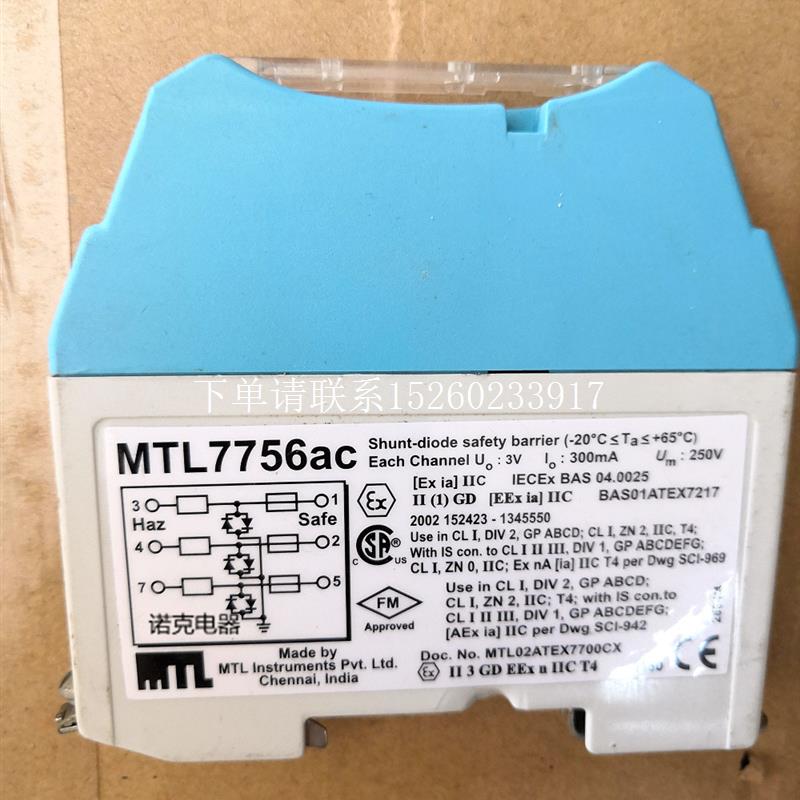 下单请联系15260233917
MTL7756ac
Shunt-diode safety barrier (-20°C ≤ Ta ≤ +65°C)
Each Channel Uo : 3V Io : 300mA Um : 250V
[Ex ia] IIC IECEx BAS 04.0025
II (1) GD [EEx ia] IIC BAS01ATEX7217
Ex
2002 152423 - 1345550
Use in CL I, DIV 2, GP ABCD; CL I, ZN 2, IIC, T4;
With IS con. to CL I II III, DIV 1, GP ABCDEFG;
CL I, ZN 0, IIC; Ex nA [ia] IIC T4 per Dwg SCI-969
C SA US
3 1
Haz Safe
4 2
7 5
诺克电器
FM
Approved
Use in CL I, DIV 2, GP ABCD;
CL I, ZN 2, IIC; T4; with IS con.to
CL I II III, DIV 1, GP ABCDEFG;
[AEx ia] IIC per Dwg SCI-942
MTL
Made by
MTL Instruments Pvt. Ltd.
Chennai, India
Doc. No. MTL02ATEX7700CX
Ex II 3 GD EEx n IIC T4
CE